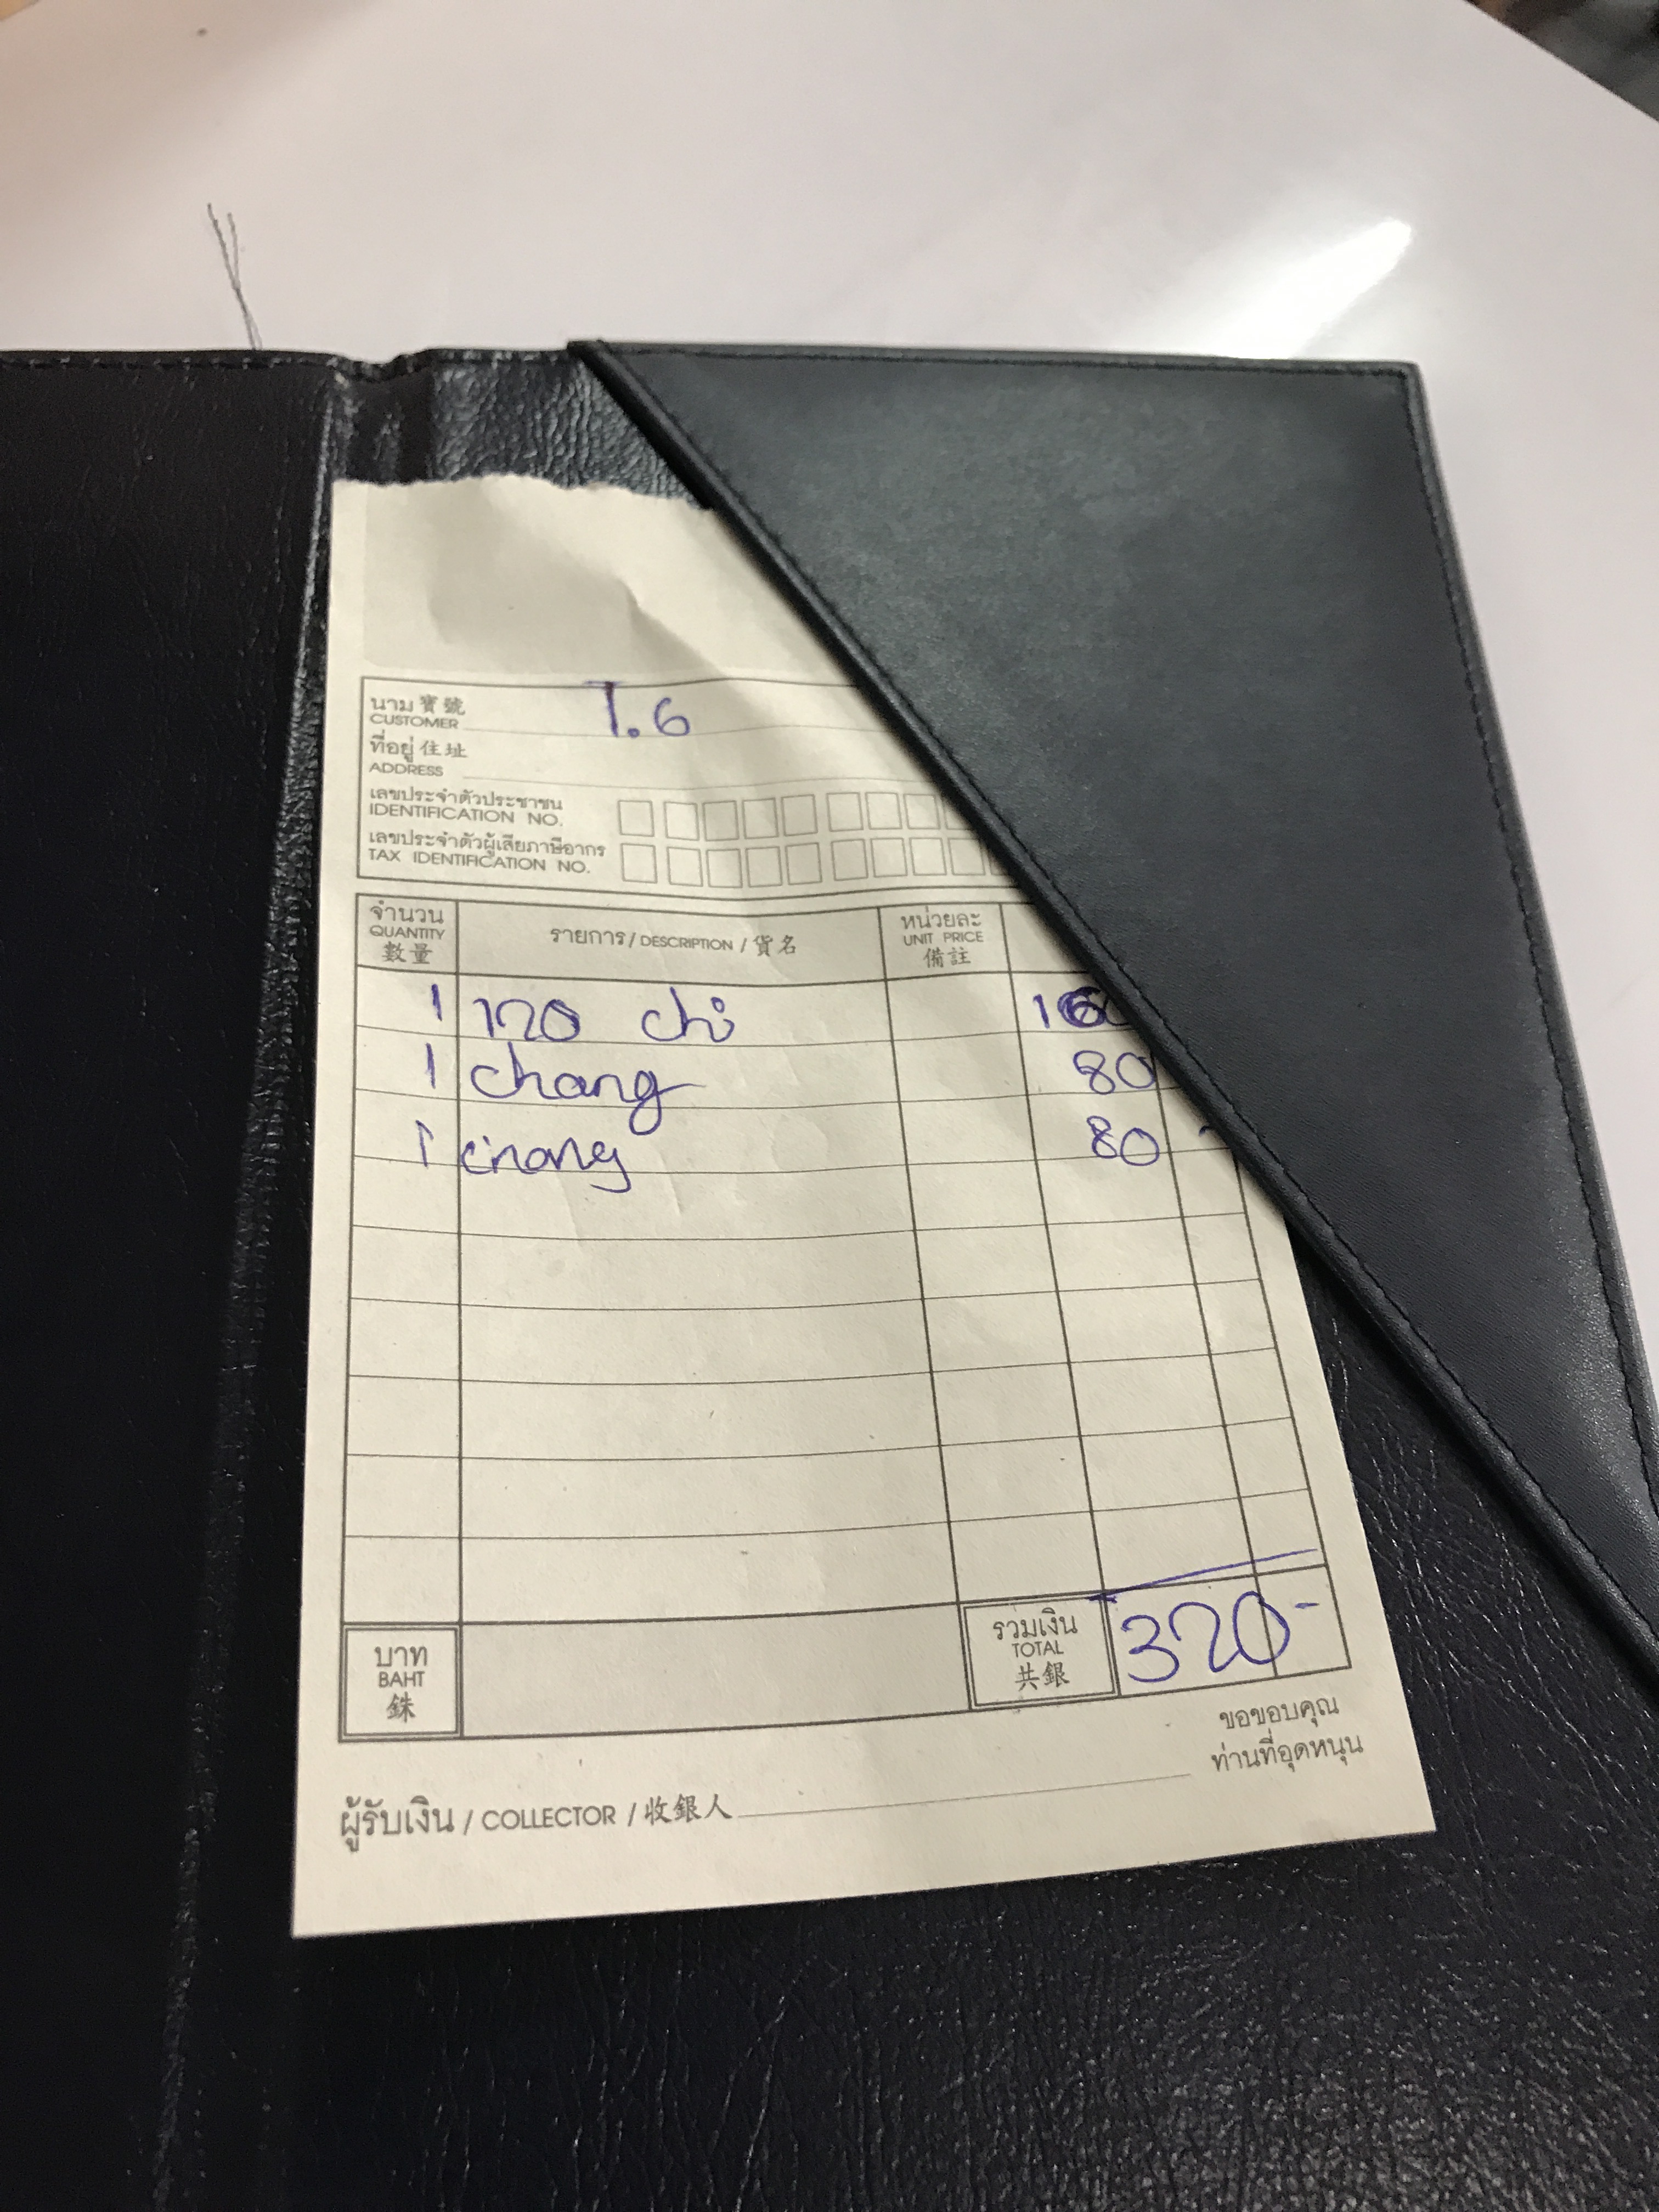 นาม 寶號 T.6
CUSTOMER
ที่อยู่ 住址
ADDRESS
เลขประจำตัวประชาชน
IDENTIFICATION NO.
เลขประจำตัวผู้เสียภาษีอากร
TAX IDENTIFICATION NO.
จำนวน
QUANTITY
數量
รายการ / DESCRIPTION / 貨名
หน่วยละ
UNIT PRICE
備註
1 120 chi 160
1 chang 80
1 chang 80 -
บาท
BAHT
銖
รวมเงิน
TOTAL
共銀
320-
ขอขอบคุณ
ท่านที่อุดหนุน
ผู้รับเงิน / COLLECTOR / 收銀人